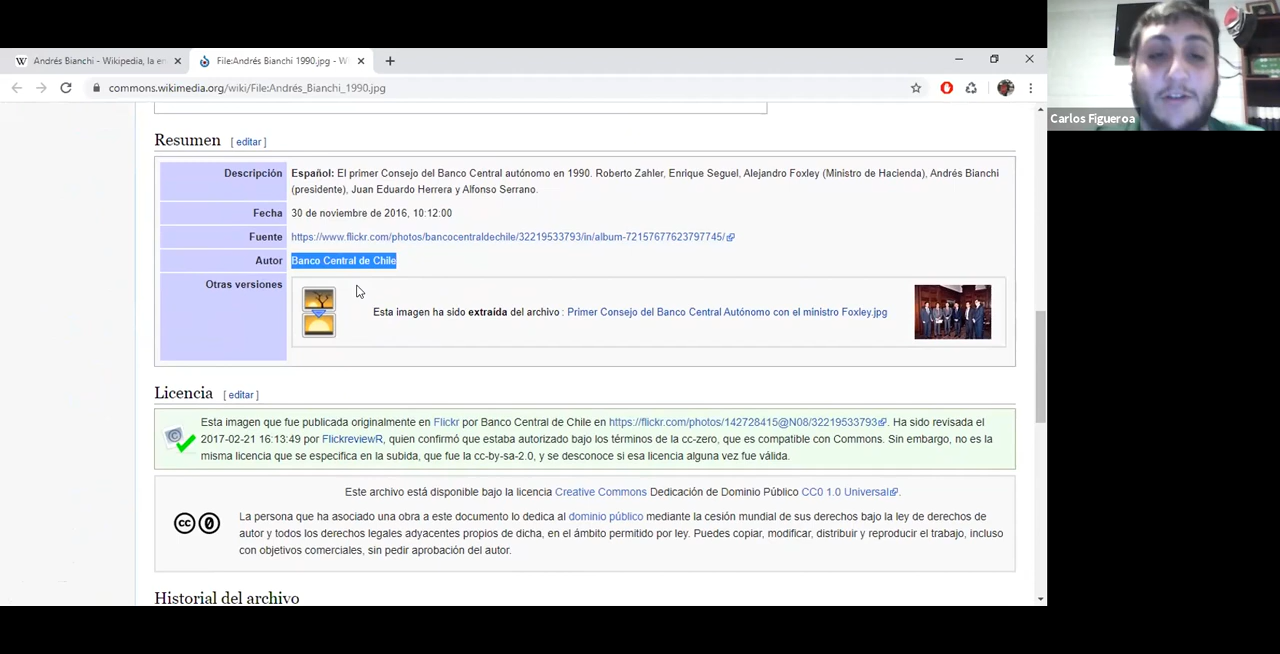 Andrés Bianchi - Wikipedia, la en
File:Andrés Bianchi 1990.jpg - W
commons.wikimedia.org/wiki/File:Andrés_Bianchi_1990.jpg
Carlos Figueroa
Resumen [ editar ]
Descripción Español: El primer Consejo del Banco Central autónomo en 1990. Roberto Zahler, Enrique Seguel, Alejandro Foxley (Ministro de Hacienda), Andrés Bianchi
(presidente), Juan Eduardo Herrera y Alfonso Serrano.
Fecha 30 de noviembre de 2016, 10:12:00
Fuente https://www.flickr.com/photos/bancocentraldechile/32219533793/in/album-72157677623797745/
Autor Banco Central de Chile
Otras versiones
Esta imagen ha sido extraída del archivo : Primer Consejo del Banco Central Autónomo con el ministro Foxley.jpg
Licencia [ editar ]
Esta imagen que fue publicada originalmente en Flickr por Banco Central de Chile en https://flickr.com/photos/142728415@N08/32219533793. Ha sido revisada el
2017-02-21 16:13:49 por FlickreviewR, quien confirmó que estaba autorizado bajo los términos de la cc-zero, que es compatible con Commons. Sin embargo, no es la
misma licencia que se especifica en la subida, que fue la cc-by-sa-2.0, y se desconoce si esa licencia alguna vez fue válida.
Este archivo está disponible bajo la licencia Creative Commons Dedicación de Dominio Público CC0 1.0 Universal.
La persona que ha asociado una obra a este documento lo dedica al dominio público mediante la cesión mundial de sus derechos bajo la ley de derechos de
autor y todos los derechos legales adyacentes propios de dicha, en el ámbito permitido por ley. Puedes copiar, modificar, distribuir y reproducir el trabajo, incluso
con objetivos comerciales, sin pedir aprobación del autor.
Historial del archivo